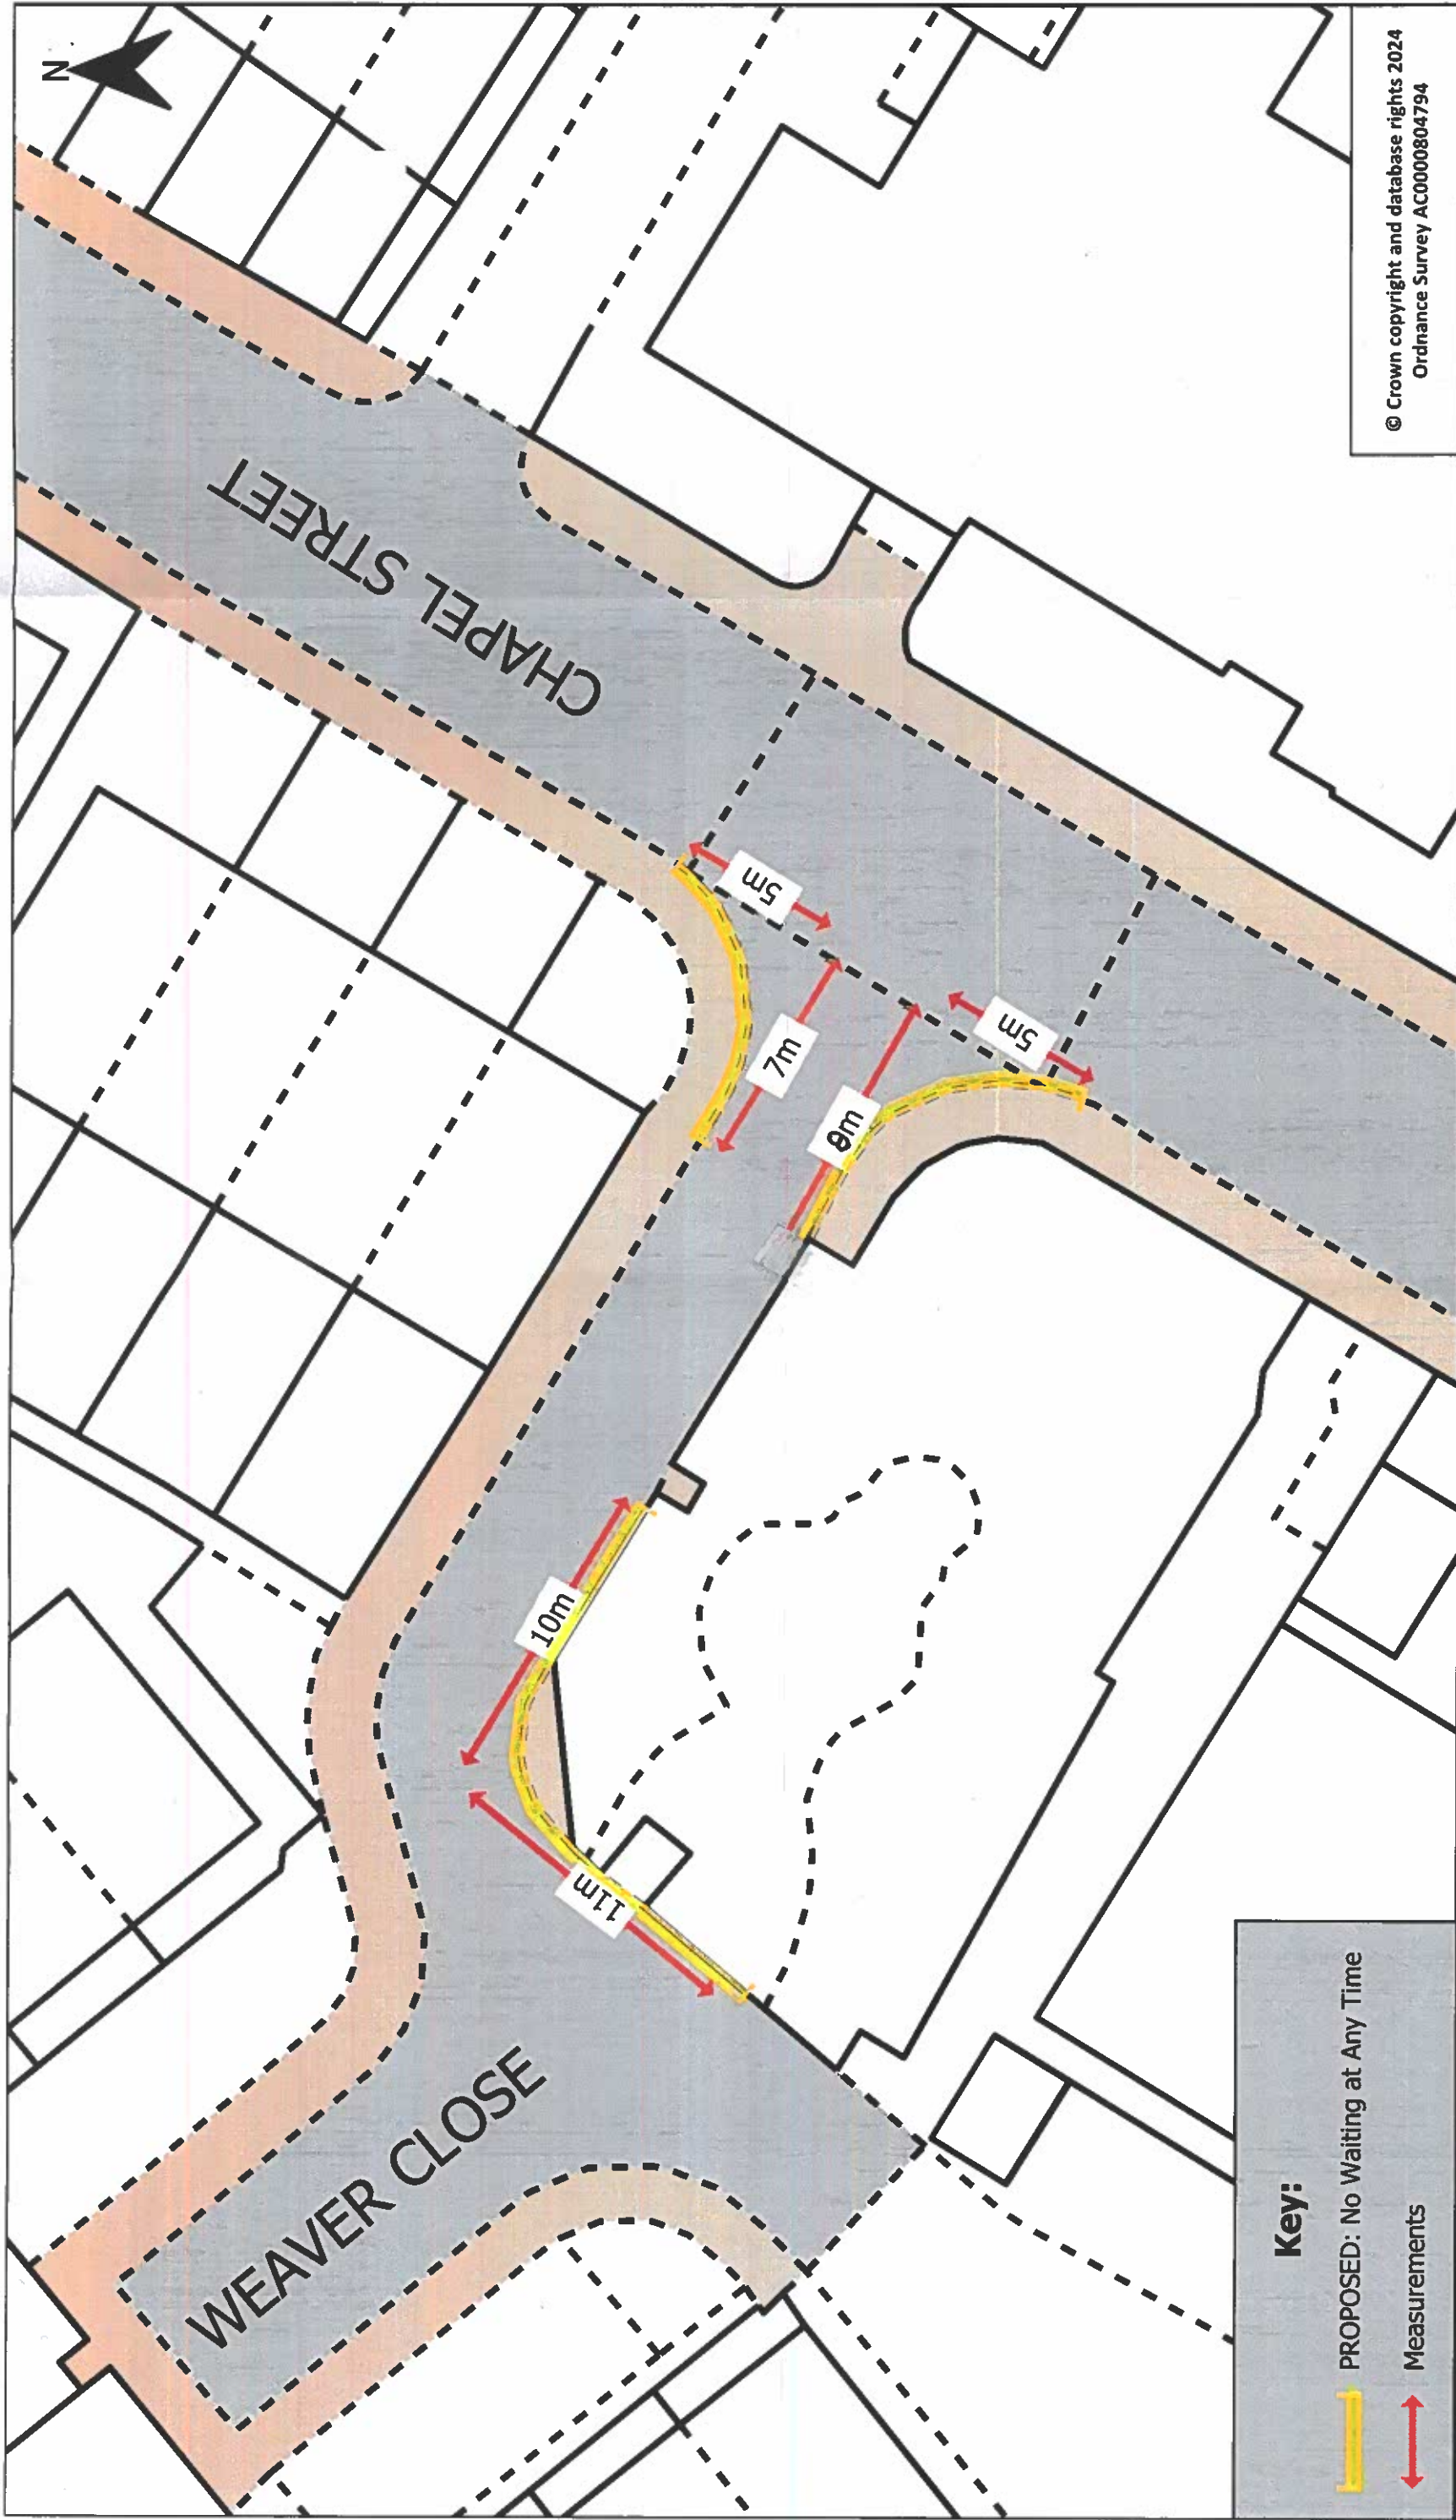 N
CHAPEL STREET
5m
7m
5m
10m
11m
WEAVER CLOSE
Key:
PROPOSED: No Waiting at Any Time
Measurements
© Crown copyright and database rights 2024
Ordnance Survey AC0000804794